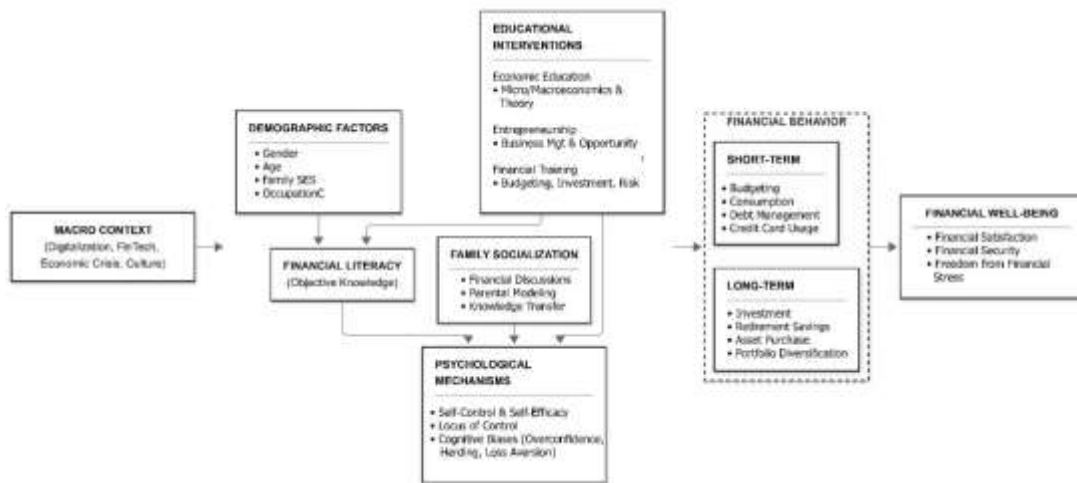 MACRO CONTEXT
(Digitalization, FinTech,
Economic Crisis, Culture)
DEMOGRAPHIC FACTORS
• Gender
• Age
• Family SES
• OccupationC
FINANCIAL LITERACY
(Objective Knowledge)
EDUCATIONAL
INTERVENTIONS
Economic Education
• Micro/Macroeconomics &
Theory
Entrepreneurship
• Business Mgt & Opportunity
Financial Training
• Budgeting, Investment, Risk
FAMILY SOCIALIZATION
• Financial Discussions
• Parental Modeling
• Knowledge Transfer
PSYCHOLOGICAL
MECHANISMS
• Self-Control & Self-Efficacy
• Locus of Control
• Cognitive Biases (Overconfidence,
Herding, Loss Aversion)
FINANCIAL BEHAVIOR
SHORT-TERM
• Budgeting
• Consumption
• Debt Management
• Credit Card Usage
LONG-TERM
• Investment
• Retirement Savings
• Asset Purchase
• Portfolio Diversification
FINANCIAL WELL-BEING
• Financial Satisfaction
• Financial Security
• Freedom from Financial
Stress